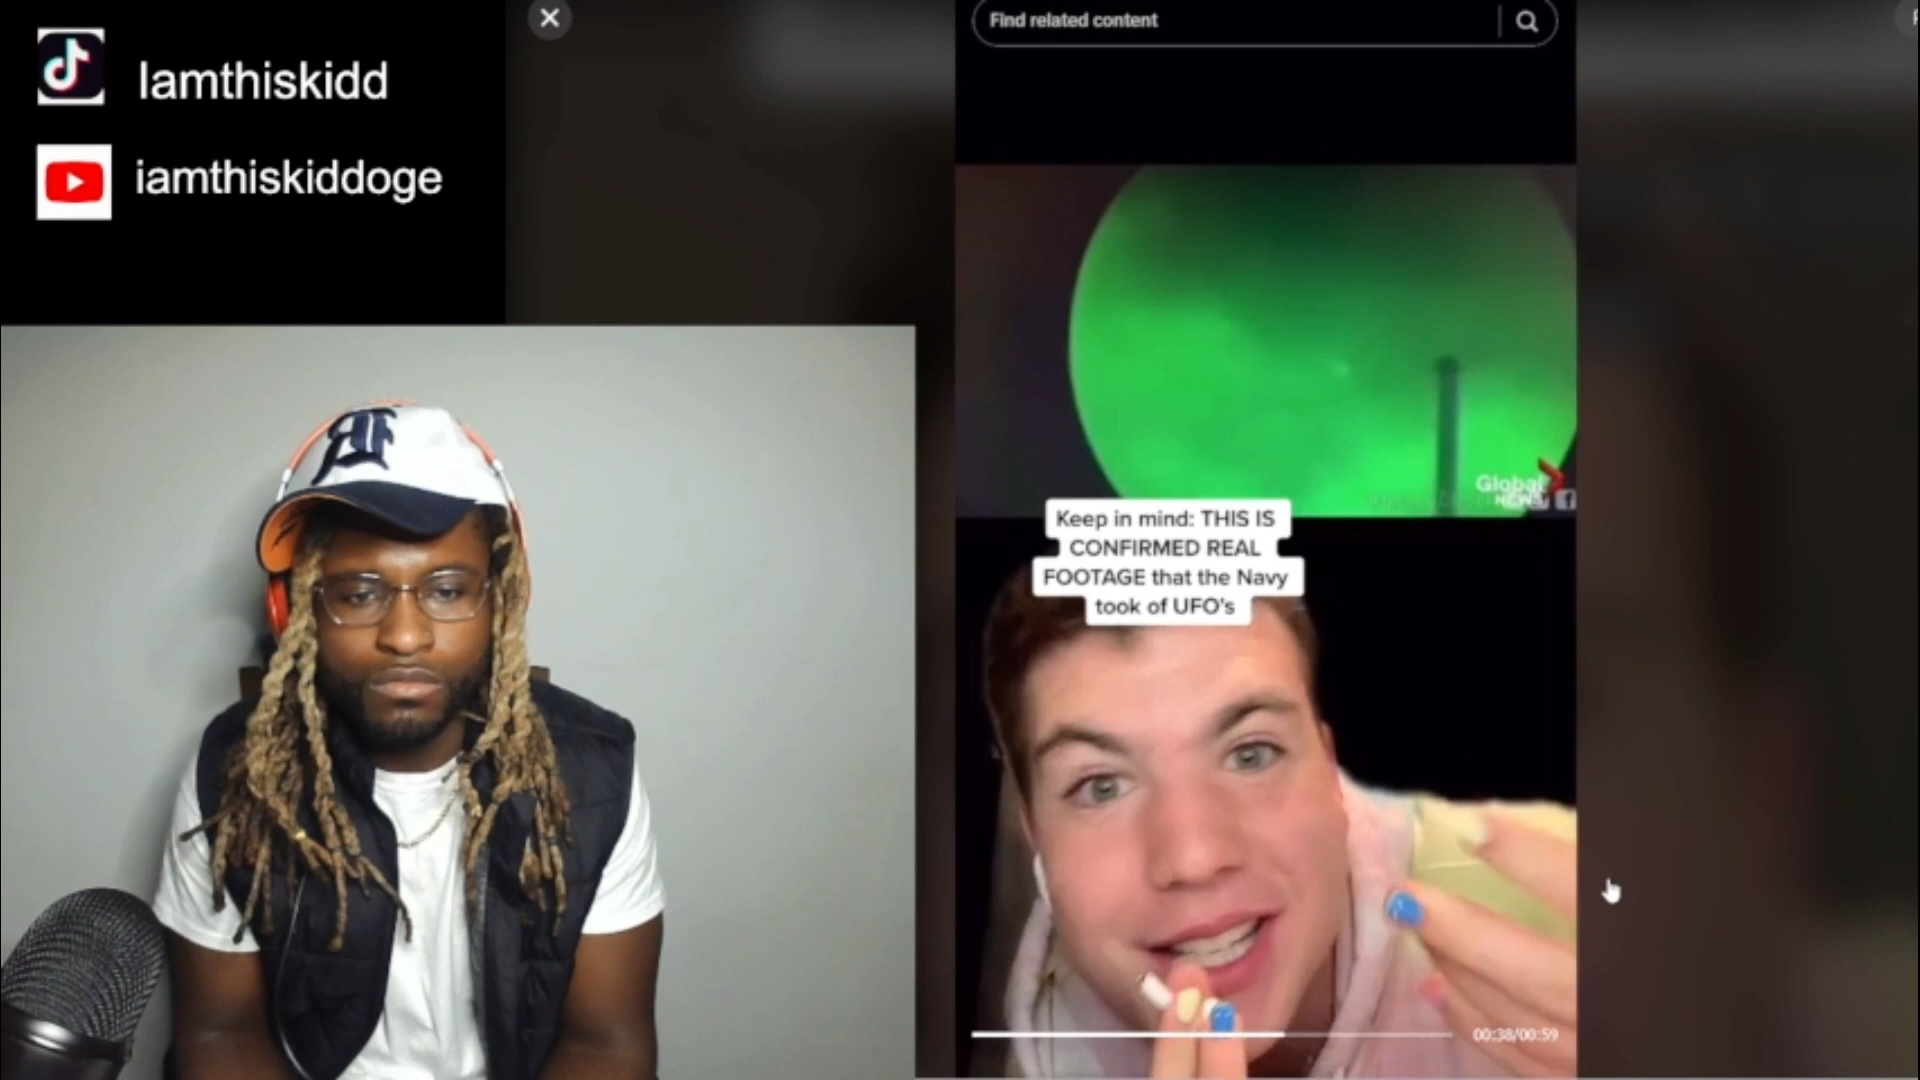 Iamthiskidd
iamthiskiddoge
Find related content
Global
NEWS
Keep in mind: THIS IS
CONFIRMED REAL
FOOTAGE that the Navy
took of UFO's
00:38/00:59